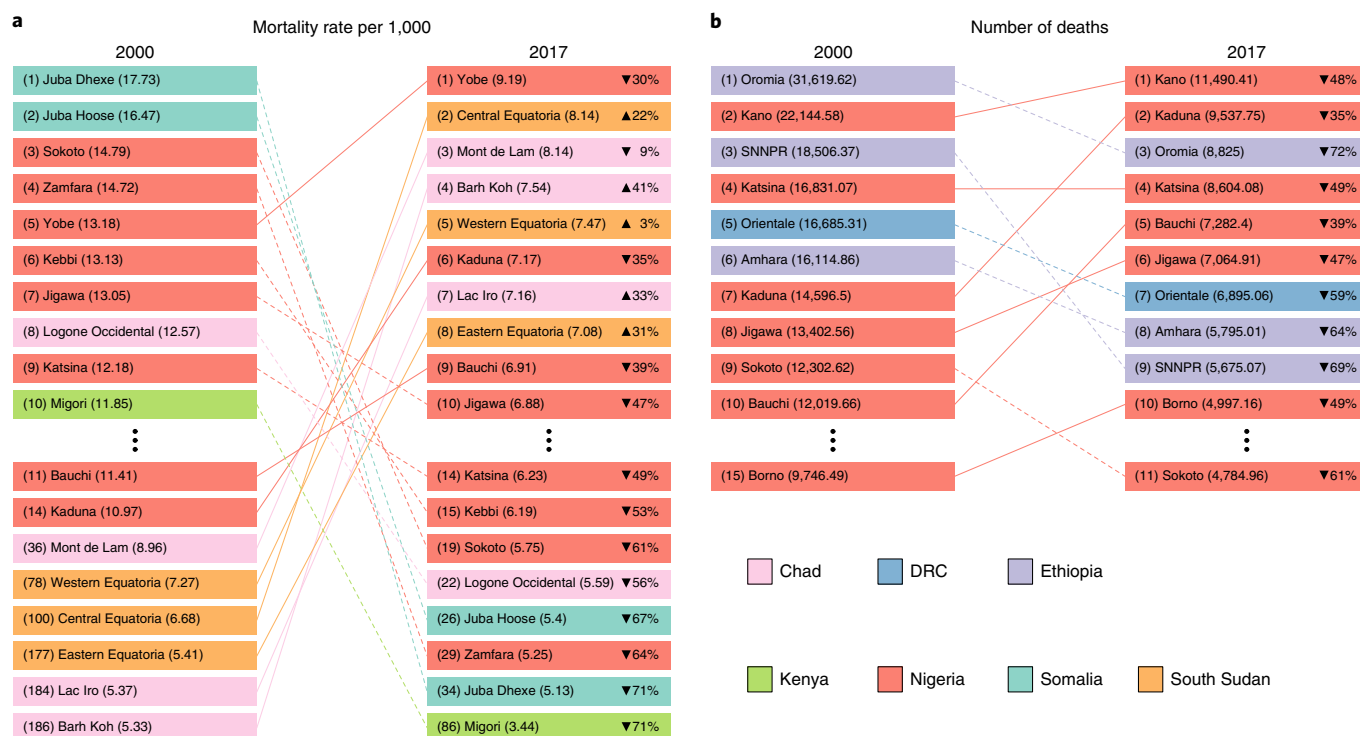 a
Mortality rate per 1,000
2000
2017
(1) Juba Dhexe (17.73)
(2) Juba Hoose (16.47)
(3) Sokoto (14.79)
(4) Zamfara (14.72)
(5) Yobe (13.18)
(6) Kebbi (13.13)
(7) Jigawa (13.05)
(8) Logone Occidental (12.57)
(9) Katsina (12.18)
(10) Migori (11.85)
(11) Bauchi (11.41)
(14) Kaduna (10.97)
(36) Mont de Lam (8.96)
(78) Western Equatoria (7.27)
(100) Central Equatoria (6.68)
(177) Eastern Equatoria (5.41)
(184) Lac Iro (5.37)
(186) Barh Koh (5.33)
(1) Yobe (9.19) ▼30%
(2) Central Equatoria (8.14) ▲22%
(3) Mont de Lam (8.14) ▼ 9%
(4) Barh Koh (7.54) ▲41%
(5) Western Equatoria (7.47) ▲ 3%
(6) Kaduna (7.17) ▼35%
(7) Lac Iro (7.16) ▲33%
(8) Eastern Equatoria (7.08) ▲31%
(9) Bauchi (6.91) ▼39%
(10) Jigawa (6.88) ▼47%
(14) Katsina (6.23) ▼49%
(15) Kebbi (6.19) ▼53%
(19) Sokoto (5.75) ▼61%
(22) Logone Occidental (5.59) ▼56%
(26) Juba Hoose (5.4) ▼67%
(29) Zamfara (5.25) ▼64%
(34) Juba Dhexe (5.13) ▼71%
(86) Migori (3.44) ▼71%
b
Number of deaths
2000
2017
(1) Oromia (31,619.62)
(2) Kano (22,144.58)
(3) SNNPR (18,506.37)
(4) Katsina (16,831.07)
(5) Orientale (16,685.31)
(6) Amhara (16,114.86)
(7) Kaduna (14,596.5)
(8) Jigawa (13,402.56)
(9) Sokoto (12,302.62)
(10) Bauchi (12,019.66)
(15) Borno (9,746.49)
(1) Kano (11,490.41) ▼48%
(2) Kaduna (9,537.75) ▼35%
(3) Oromia (8,825) ▼72%
(4) Katsina (8,604.08) ▼49%
(5) Bauchi (7,282.4) ▼39%
(6) Jigawa (7,064.91) ▼47%
(7) Orientale (6,895.06) ▼59%
(8) Amhara (5,795.01) ▼64%
(9) SNNPR (5,675.07) ▼69%
(10) Borno (4,997.16) ▼49%
(11) Sokoto (4,784.96) ▼61%
Chad
DRC
Ethiopia
Kenya
Nigeria
Somalia
South Sudan